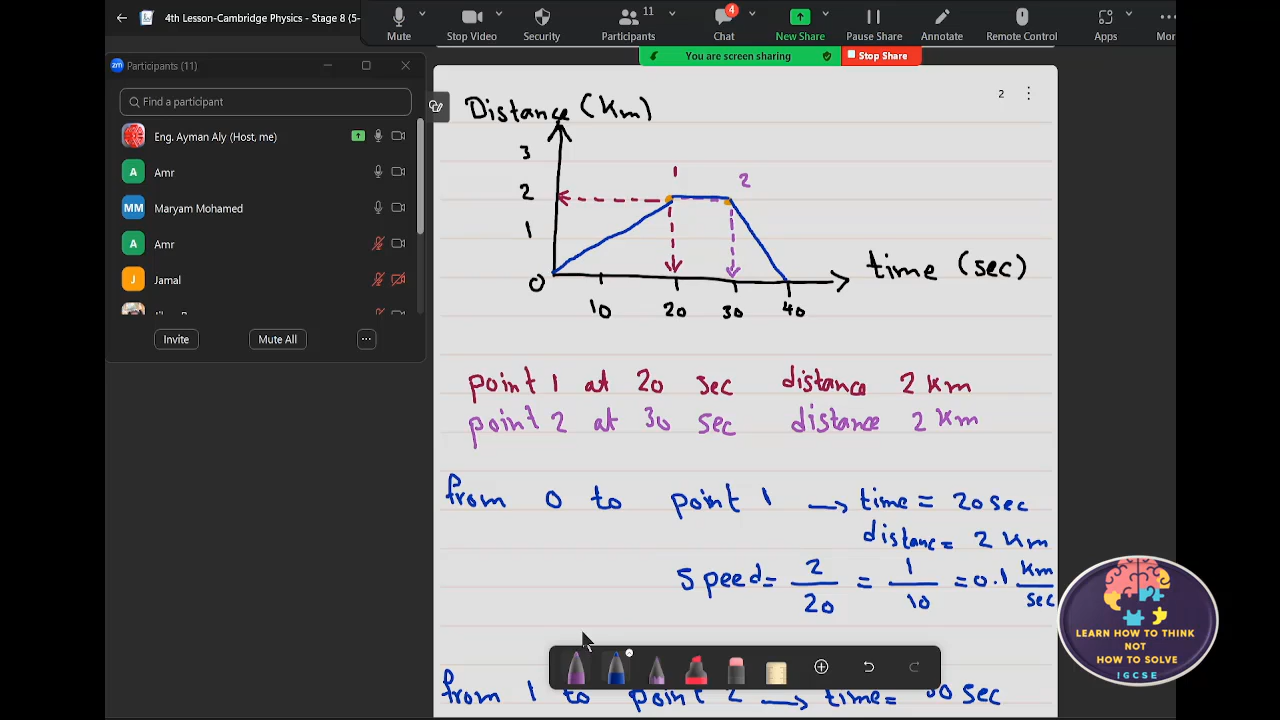 4th Lesson-Cambridge Physics - Stage 8 (5-
Mute
Stop Video
Security
11
Participants
4
Chat
New Share
Pause Share
Annotate
Remote Control
Apps
Mor
You are screen sharing
Stop Share
zm Participants (11)
Find a participant
Eng. Ayman Aly (Host, me)
A Amr
MM Maryam Mohamed
A Amr
J Jamal
Invite
Mute All
...
2
Distance (Km)
3
2
1
0
1
2
10
20
30
40
time (sec)
point 1 at 20 sec distance 2 Km
point 2 at 30 sec distance 2 Km
from 0 to point 1 → time = 20 sec
distance = 2 Km
Speed = 2/20 = 1/10 = 0.1 Km/sec
from 1 to point 2 → time = sec
LEARN HOW TO THINK
NOT
HOW TO SOLVE
!GCSE